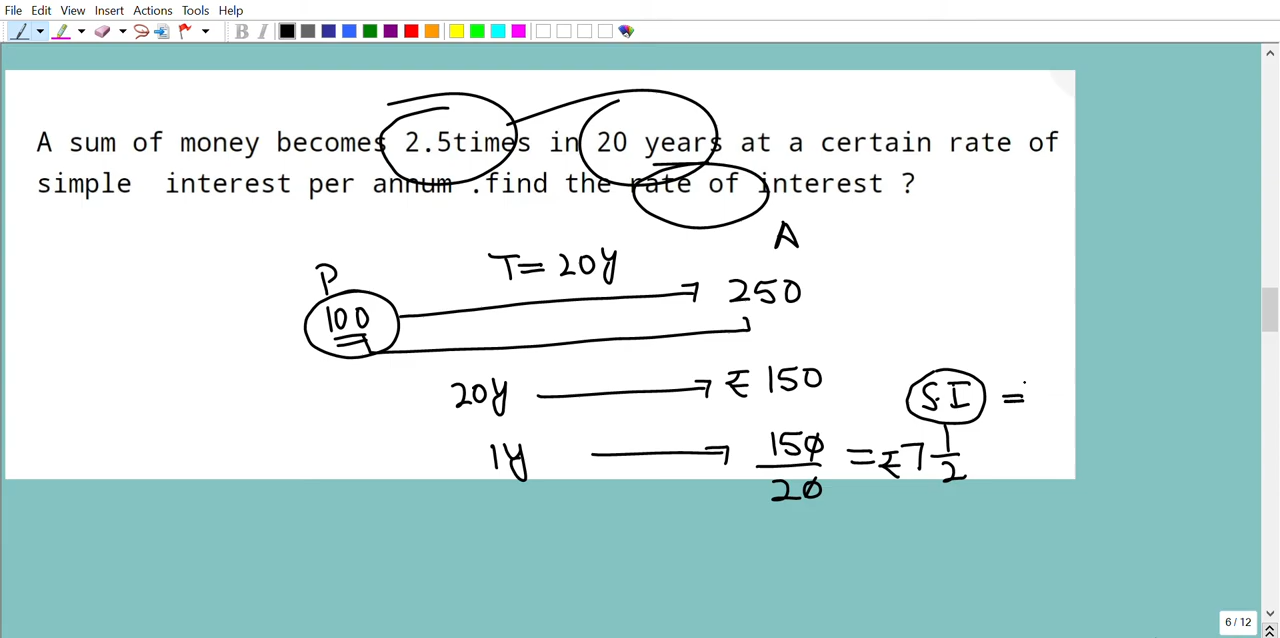 File Edit View Insert Actions Tools Help
B I
A sum of money becomes 2.5times in 20 years at a certain rate of
simple interest per annum .find the rate of interest ?
A
P T= 20y
100 250
20y ₹ 150
S.I =
1y 150/20 = ₹7 1/2
6 / 12